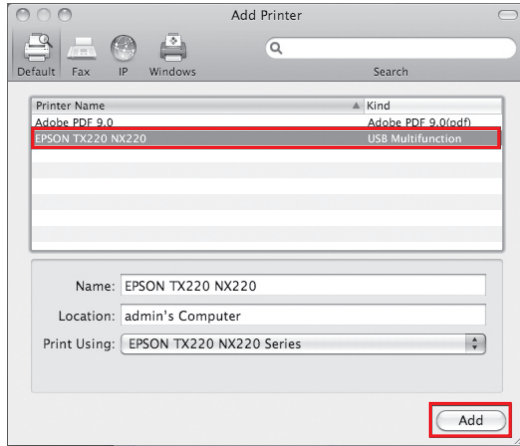 Add Printer
Default Fax IP Windows Search
Printer Name Kind
Adobe PDF 9.0 Adobe PDF 9.0(pdf)
EPSON TX220 NX220 USB Multifunction
Name: EPSON TX220 NX220
Location: admin's Computer
Print Using: EPSON TX220 NX220 Series
Add